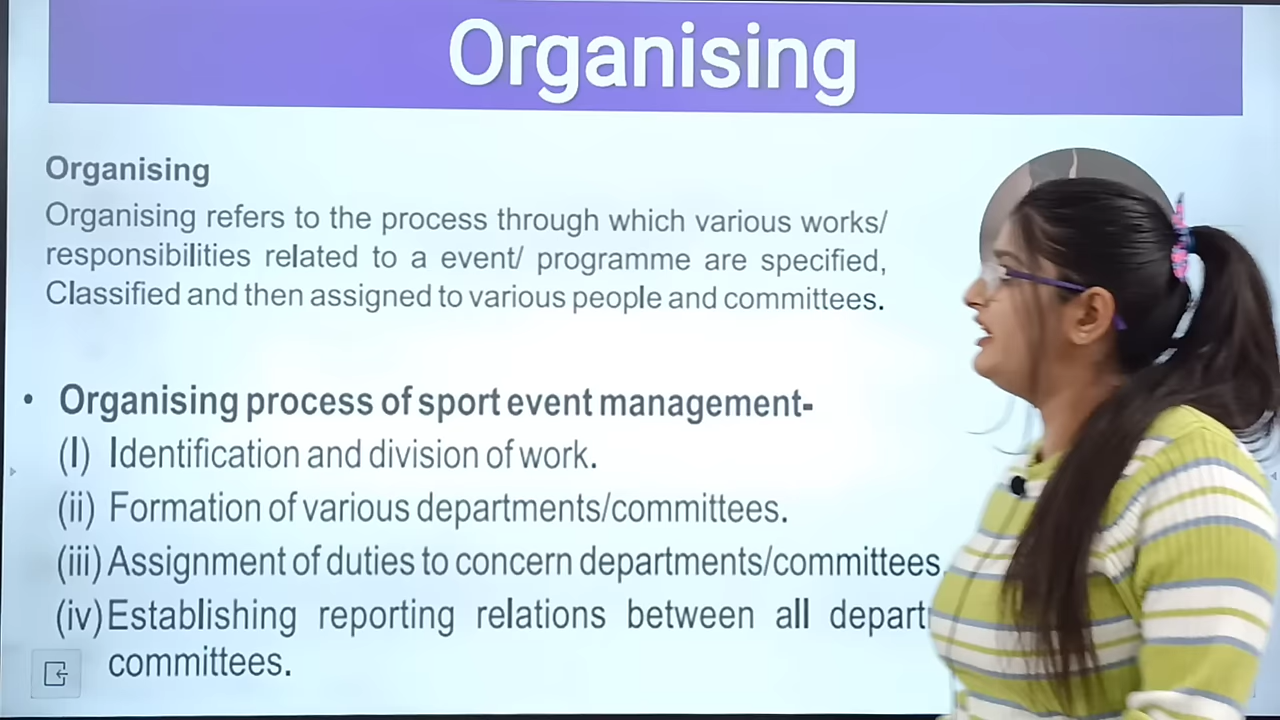 Organising
Organising
Organising refers to the process through which various works/
responsibilities related to a event/ programme are specified,
Classified and then assigned to various people and committees.
• Organising process of sport event management-
(I) Identification and division of work.
(ii) Formation of various departments/committees.
(iii) Assignment of duties to concern departments/committees
(iv) Establishing reporting relations between all
committees.